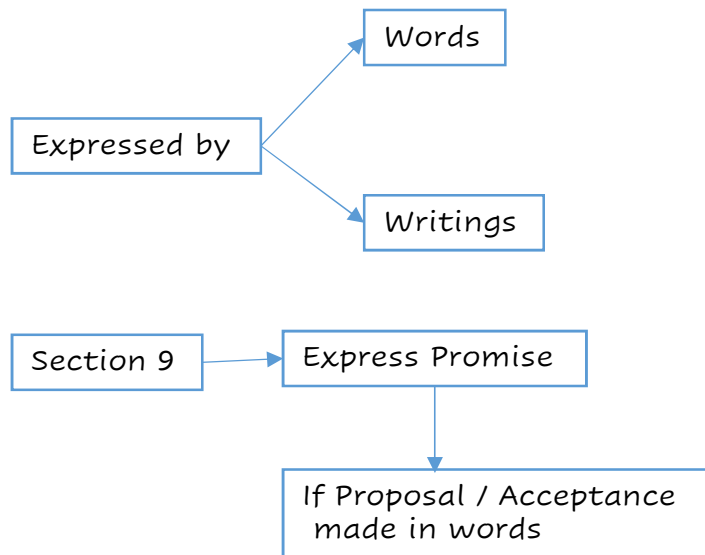 Words
Expressed by
Writings
Section 9
Express Promise
If Proposal / Acceptance
made in words